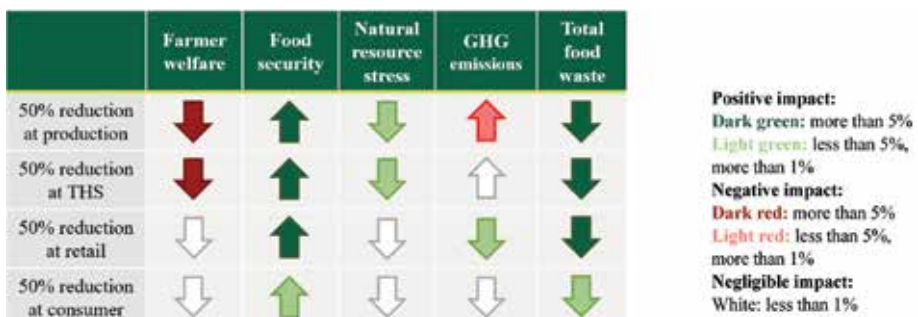 Farmer welfare
Food security
Natural resource stress
GHG emissions
Total food waste
50% reduction
at production
50% reduction
at THS
50% reduction
at retail
50% reduction
at consumer
Positive impact:
Dark green: more than 5%
Light green: less than 5%,
more than 1%
Negative impact:
Dark red: more than 5%
Light red: less than 5%,
more than 1%
Negligible impact:
White: less than 1%